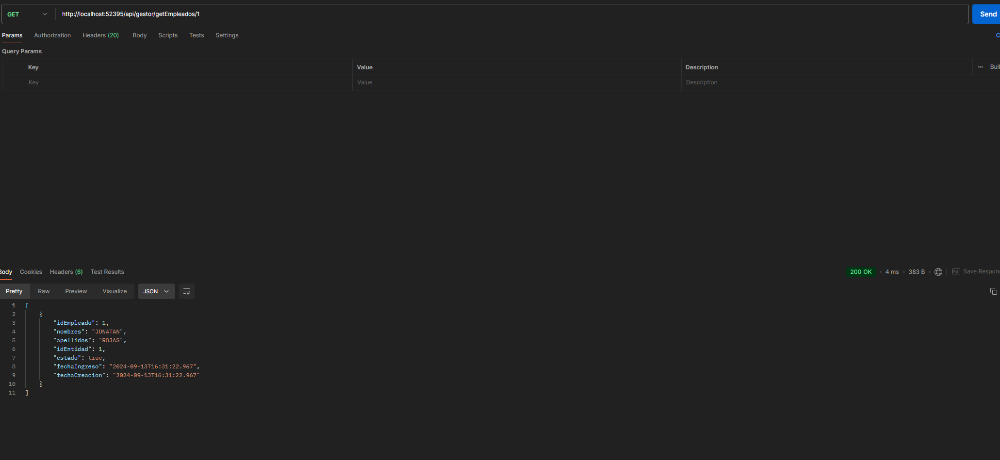 GET http://localhost:52395/api/gestor/getEmpleados/1 Send
Params Authorization Headers (20) Body Scripts Tests Settings C
Query Params
Key Value Description ••• Bulk
Key Value Description
Body Cookies Headers (6) Test Results 200 OK • 4 ms • 383 B • e.g. Save Respons
Pretty Raw Preview Visualize JSON
1 [
2 {
3 "idEmpleado": 1,
4 "nombres": "JONATAN",
5 "apellidos": "ROJAS",
6 "idEntidad": 1,
7 "estado": true,
8 "fechaIngreso": "2024-09-13T16:31:22.967",
9 "fechaCreacion": "2024-09-13T16:31:22.967"
10 }
11 ]